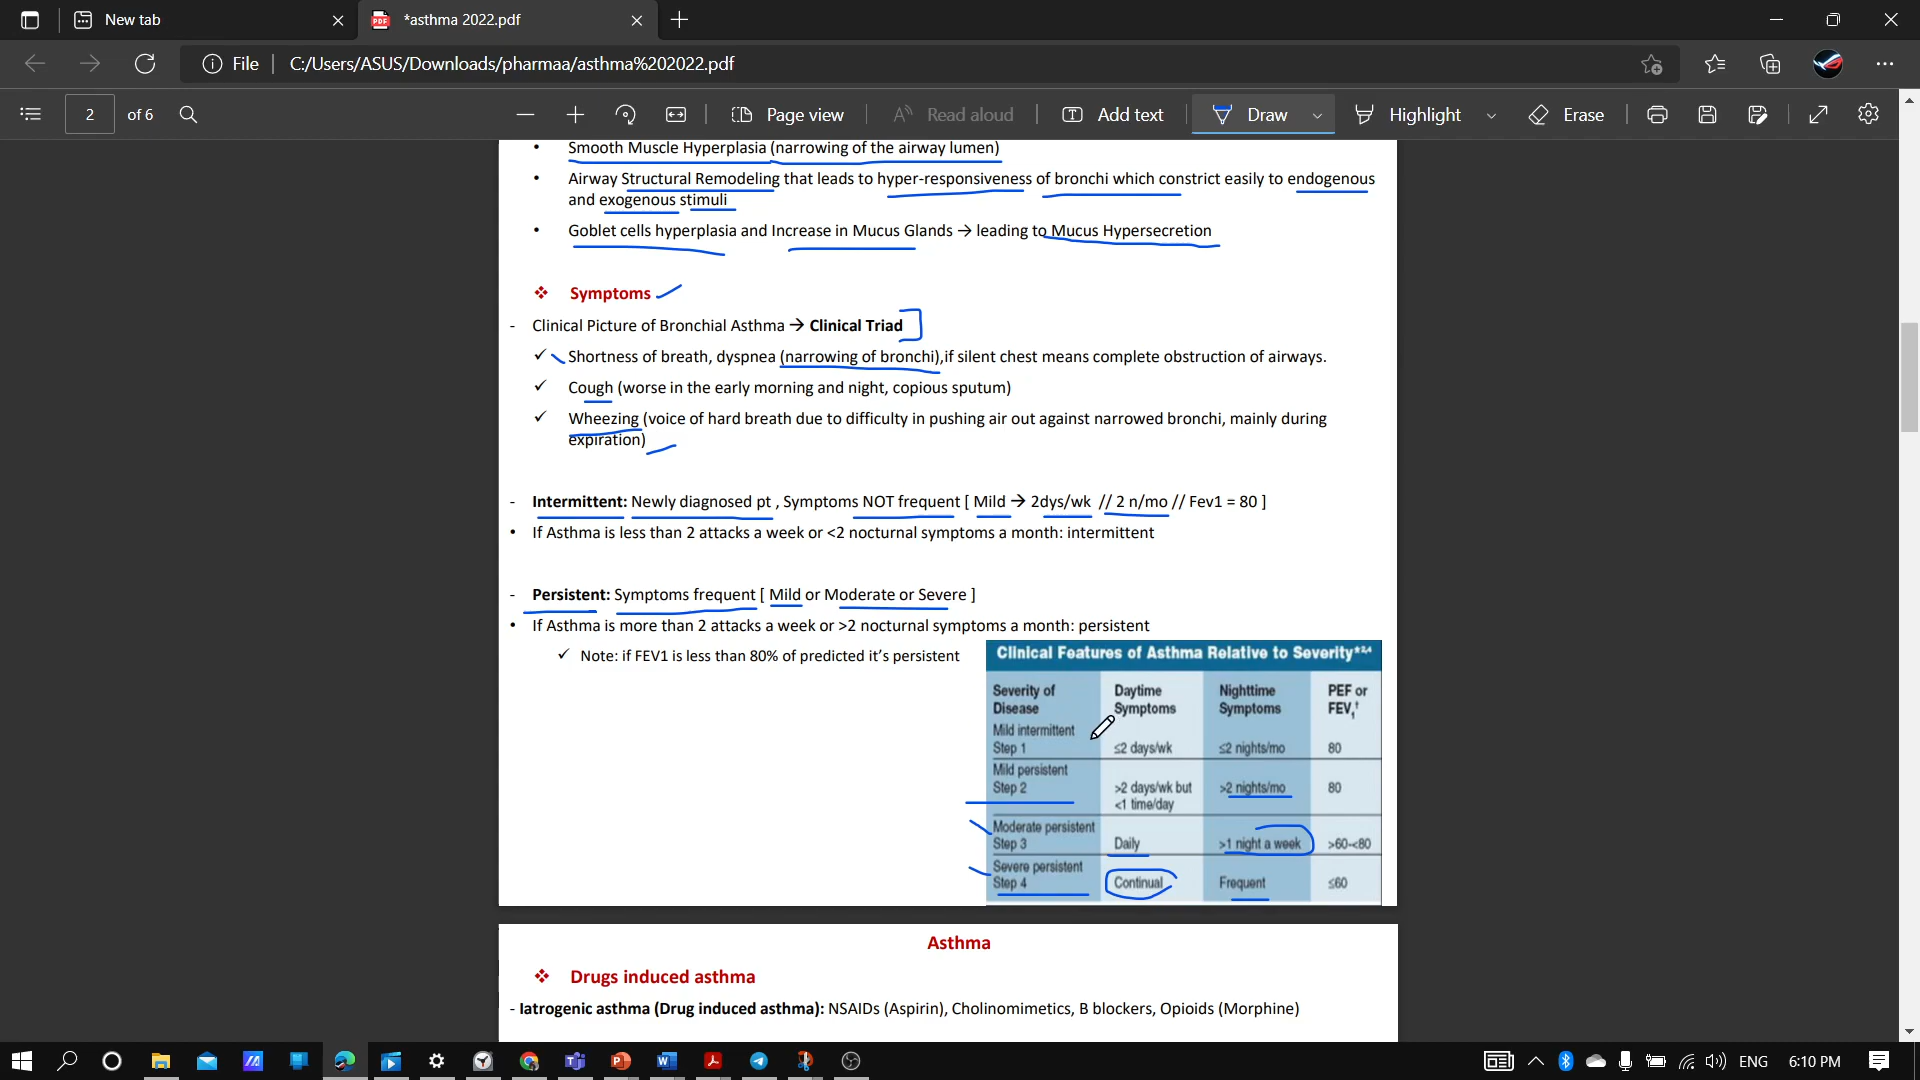 New tab
*asthma 2022.pdf
File
C:/Users/ASUS/Downloads/pharmaa/asthma%202022.pdf
2 of 6
Page view
Read aloud
Add text
Draw
Highlight
Erase
• Smooth Muscle Hyperplasia (narrowing of the airway lumen)
• Airway Structural Remodeling that leads to hyper-responsiveness of bronchi which constrict easily to endogenous
and exogenous stimuli
• Goblet cells hyperplasia and Increase in Mucus Glands → leading to Mucus Hypersecretion
❖ Symptoms
- Clinical Picture of Bronchial Asthma → Clinical Triad
✓ Shortness of breath, dyspnea (narrowing of bronchi),if silent chest means complete obstruction of airways.
✓ Cough (worse in the early morning and night, copious sputum)
✓ Wheezing (voice of hard breath due to difficulty in pushing air out against narrowed bronchi, mainly during
expiration)
- Intermittent: Newly diagnosed pt , Symptoms NOT frequent [ Mild → 2dys/wk // 2 n/mo // Fev1 = 80 ]
• If Asthma is less than 2 attacks a week or <2 nocturnal symptoms a month: intermittent
- Persistent: Symptoms frequent [ Mild or Moderate or Severe ]
• If Asthma is more than 2 attacks a week or >2 nocturnal symptoms a month: persistent
✓ Note: if FEV1 is less than 80% of predicted it's persistent
Clinical Features of Asthma Relative to Severity*2,4
Severity of Disease Daytime Symptoms Nighttime Symptoms PEF or FEV1†
Mild intermittent
Step 1 ≤2 days/wk ≤2 nights/mo 80
Mild persistent
Step 2 >2 days/wk but <1 time/day >2 nights/mo 80
Moderate persistent
Step 3 Daily >1 night a week >60-<80
Severe persistent
Step 4 Continual Frequent ≤60
Asthma
❖ Drugs induced asthma
- Iatrogenic asthma (Drug induced asthma): NSAIDs (Aspirin), Cholinomimetics, B blockers, Opioids (Morphine)
ENG
6:10 PM